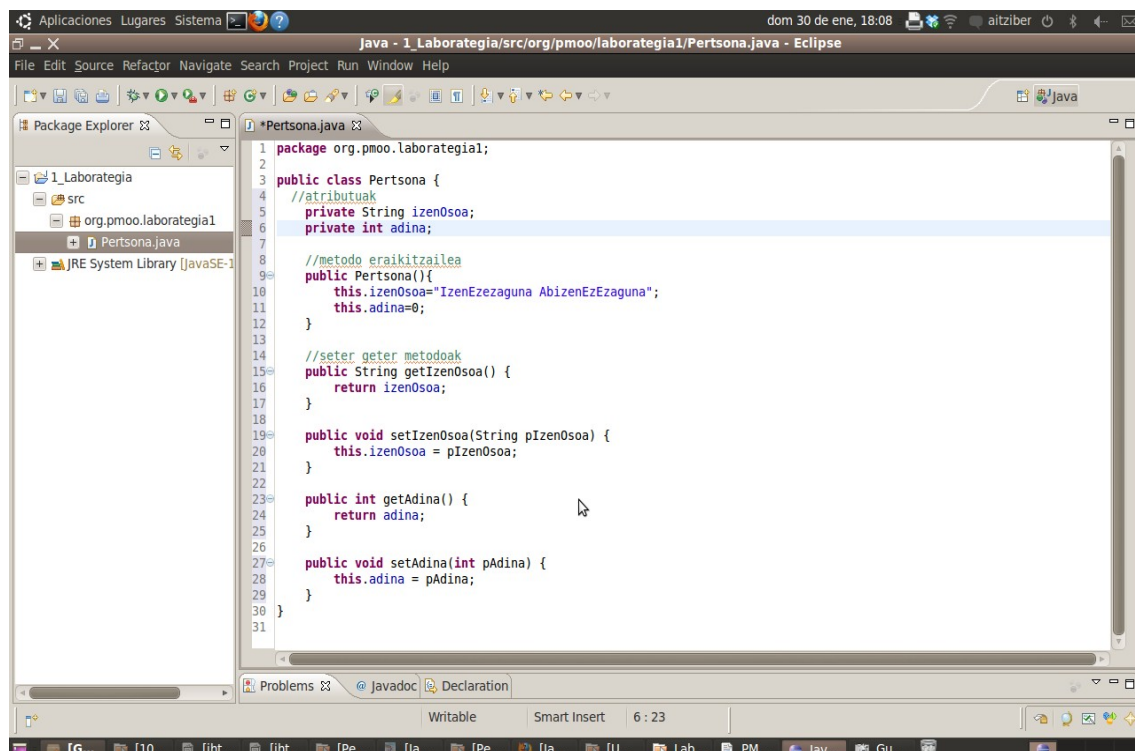 Aplicaciones Lugares Sistema
dom 30 de ene, 18:08
aitziber
Java - 1_Laborategia/src/org/pmoo/laborategia1/Pertsona.java - Eclipse
File Edit Source Refactor Navigate Search Project Run Window Help
Java
Package Explorer
*Pertsona.java
1_Laborategia
src
org.pmoo.laborategia1
Pertsona.java
JRE System Library [JavaSE-1
1 package org.pmoo.laborategia1;
2
3 public class Pertsona {
4 //atributuak
5 private String izenOsoa;
6 private int adina;
7
8 //metodo eraikitzailea
9 public Pertsona(){
10 this.izenOsoa="IzenEzezaguna AbizenEzEzaguna";
11 this.adina=0;
12 }
13
14 //seter geter metodoak
15 public String getIzenOsoa() {
16 return izenOsoa;
17 }
18
19 public void setIzenOsoa(String pIzenOsoa) {
20 this.izenOsoa = pIzenOsoa;
21 }
22
23 public int getAdina() {
24 return adina;
25 }
26
27 public void setAdina(int pAdina) {
28 this.adina = pAdina;
29 }
30 }
31
Problems @ Javadoc Declaration
Writable Smart Insert 6 : 23